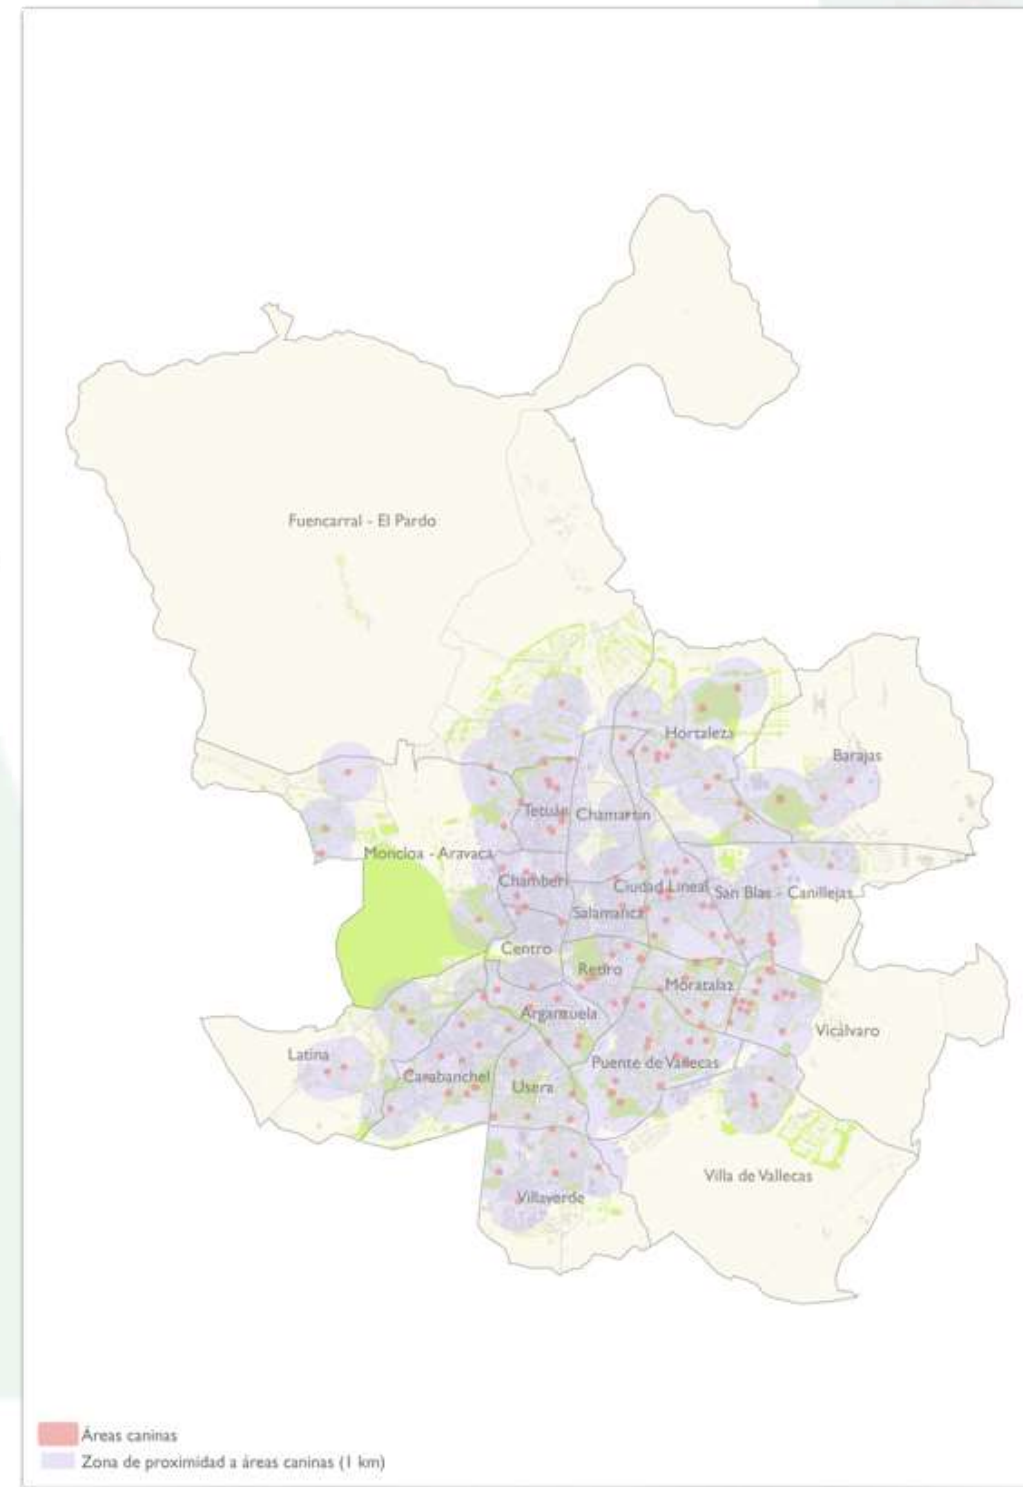 Fuencarral - El Pardo
Hortaleza
Barajas
Tetuán
Chamartín
Moncloa - Aravaca
Chamberí
Ciudad Lineal
San Blas - Canillejas
Salamanca
Centro
Retiro
Moratalaz
Arganzuela
Vicálvaro
Latina
Puente de Vallecas
Carabanchel
Usera
Villa de Vallecas
Villaverde
Áreas caninas
Zona de proximidad a áreas caninas (1 km)